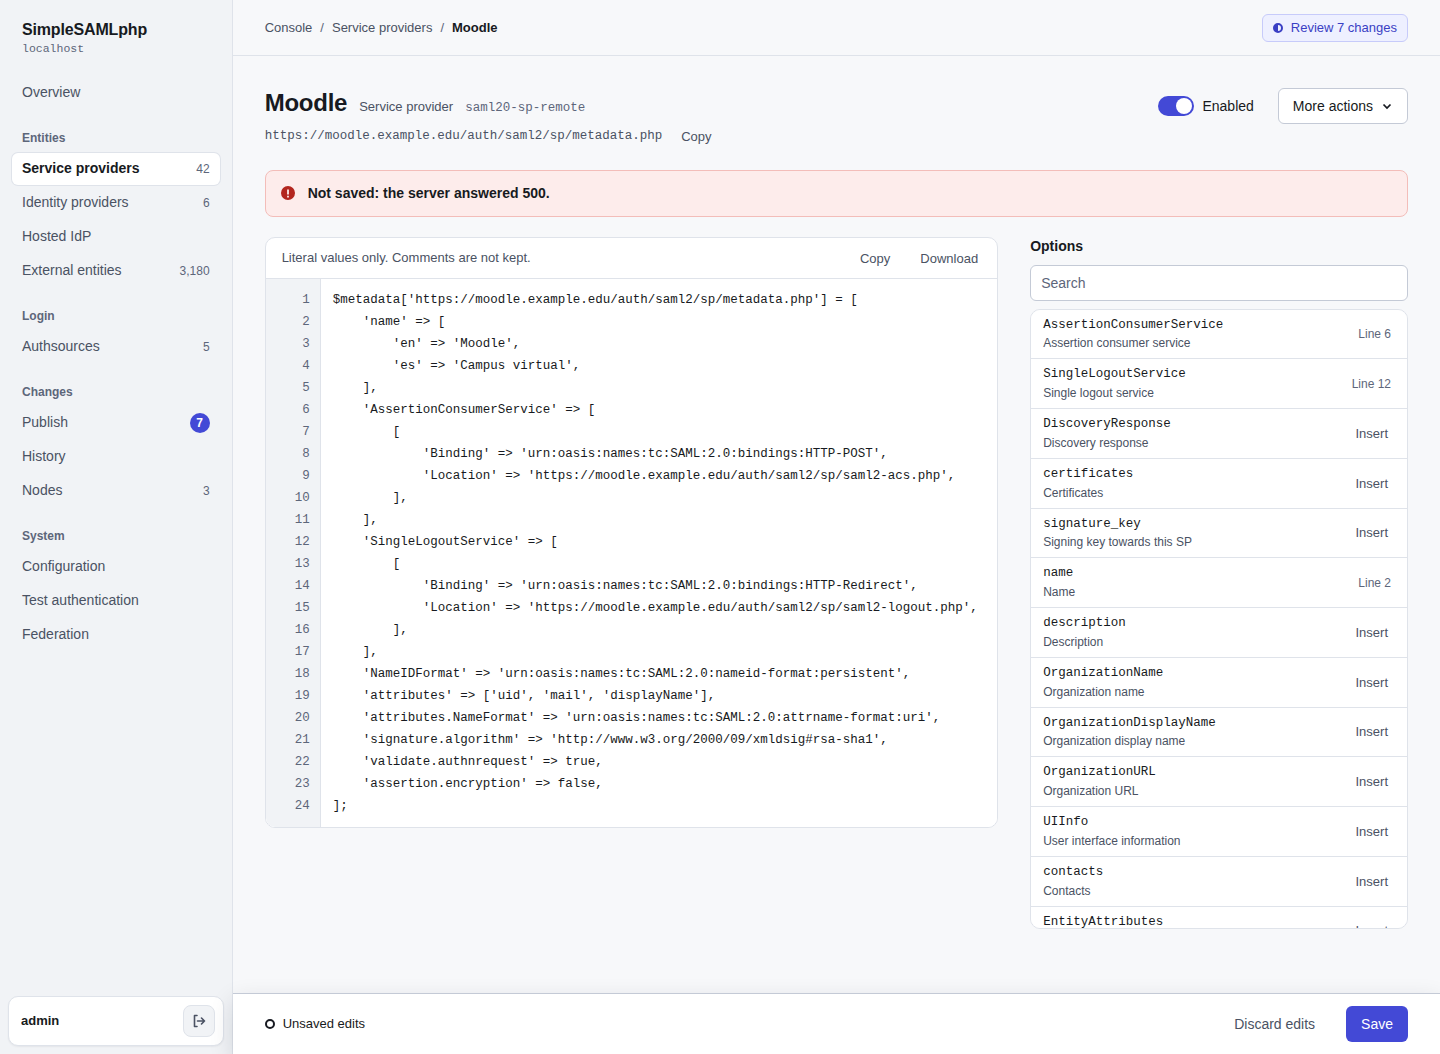 SimpleSAMLphp
localhost
Overview
Entities
Service providers 42
Identity providers 6
Hosted IdP
External entities 3,180
Login
Authsources 5
Changes
Publish 7
History
Nodes 3
System
Configuration
Test authentication
Federation
admin
Console / Service providers / Moodle
Review 7 changes
Moodle Service provider saml20-sp-remote
Enabled
More actions
https://moodle.example.edu/auth/saml2/sp/metadata.php Copy
Not saved: the server answered 500.
Literal values only. Comments are not kept. Copy Download
1 $metadata['https://moodle.example.edu/auth/saml2/sp/metadata.php'] = [
2     'name' => [
3         'en' => 'Moodle',
4         'es' => 'Campus virtual',
5     ],
6     'AssertionConsumerService' => [
7         [
8             'Binding' => 'urn:oasis:names:tc:SAML:2.0:bindings:HTTP-POST',
9             'Location' => 'https://moodle.example.edu/auth/saml2/sp/saml2-acs.php',
10         ],
11     ],
12     'SingleLogoutService' => [
13         [
14             'Binding' => 'urn:oasis:names:tc:SAML:2.0:bindings:HTTP-Redirect',
15             'Location' => 'https://moodle.example.edu/auth/saml2/sp/saml2-logout.php',
16         ],
17     ],
18     'NameIDFormat' => 'urn:oasis:names:tc:SAML:2.0:nameid-format:persistent',
19     'attributes' => ['uid', 'mail', 'displayName'],
20     'attributes.NameFormat' => 'urn:oasis:names:tc:SAML:2.0:attrname-format:uri',
21     'signature.algorithm' => 'http://www.w3.org/2000/09/xmldsig#rsa-sha1',
22     'validate.authnrequest' => true,
23     'assertion.encryption' => false,
24 ];
Options
Search
AssertionConsumerService
Assertion consumer service
Line 6
SingleLogoutService
Single logout service
Line 12
DiscoveryResponse
Discovery response
Insert
certificates
Certificates
Insert
signature_key
Signing key towards this SP
Insert
name
Name
Line 2
description
Description
Insert
OrganizationName
Organization name
Insert
OrganizationDisplayName
Organization display name
Insert
OrganizationURL
Organization URL
Insert
UIInfo
User interface information
Insert
contacts
Contacts
Insert
EntityAttributes
Unsaved edits
Discard edits
Save